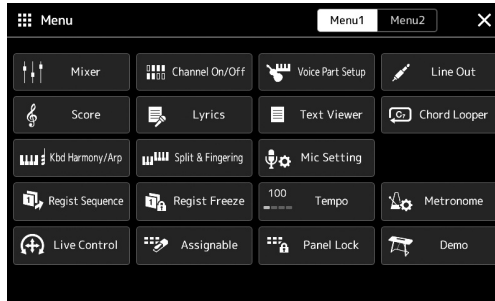 Menu
Menu1 Menu2
Mixer Channel On/Off Voice Part Setup Line Out
Score Lyrics Text Viewer Chord Looper
Kbd Harmony/Arp Split & Fingering Mic Setting
Regist Sequence Regist Freeze 100 Tempo Metronome
Live Control Assignable Panel Lock Demo